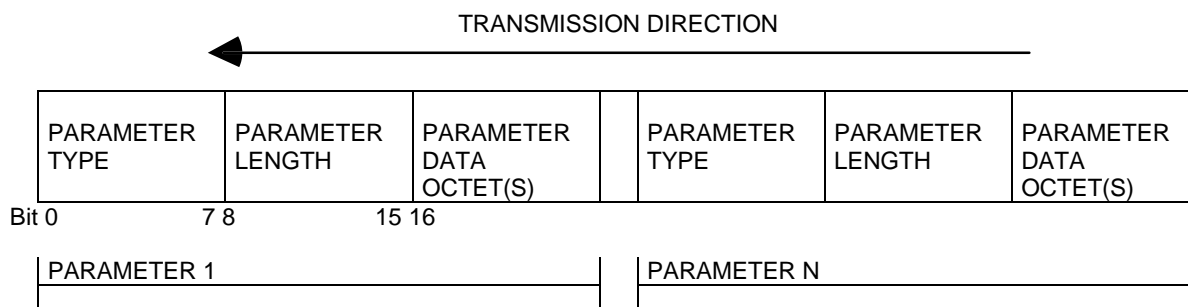 TRANSMISSION DIRECTION
PARAMETER TYPE
PARAMETER LENGTH
PARAMETER DATA OCTET(S)
PARAMETER TYPE
PARAMETER LENGTH
PARAMETER DATA OCTET(S)
Bit 0 7 8 15 16
PARAMETER 1
PARAMETER N